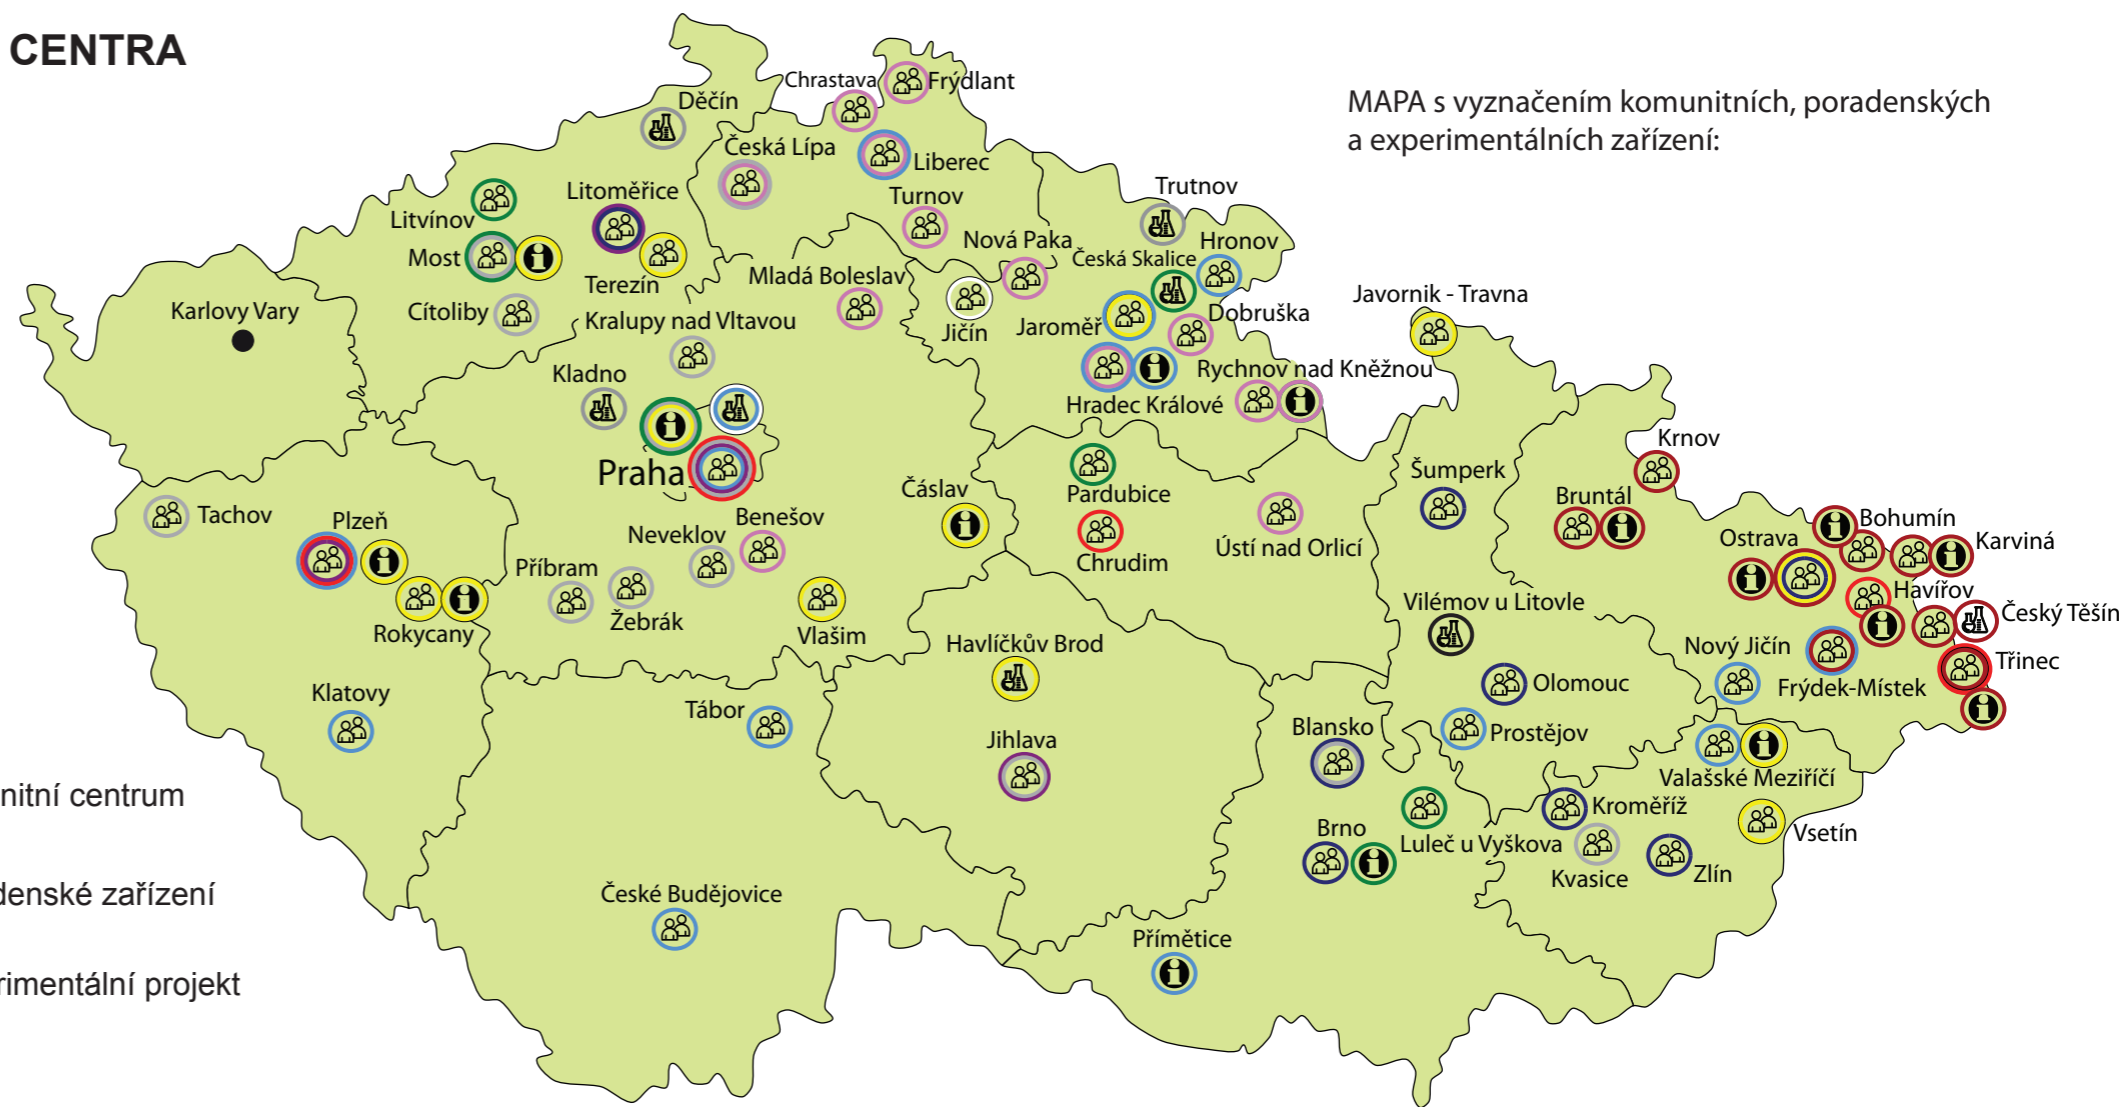 CENTRA
MAPA s vyznačením komunitních, poradenských
a experimentálních zařízení:
Chrastava
Frýdlant
Děčín
Česká Lípa
Liberec
Litoměřice
Litvínov
Turnov
Trutnov
Most
Nová Paka
Hronov
Česká Skalice
Terezín
Mladá Boleslav
Javornik - Travna
Karlovy Vary
Cítoliby
Kralupy nad Vltavou
Jičín
Jaroměř
Dobruška
Kladno
Rychnov nad Kněžnou
Hradec Králové
Krnov
Praha
Šumperk
Čáslav
Pardubice
Bruntál
Tachov
Plzeň
Neveklov
Benešov
Ústí nad Orlicí
Bohumín
Ostrava
Karviná
Chrudim
Příbram
Havířov
Vilémov u Litovle
Český Těšín
Žebrák
Rokycany
Vlašim
Havlíčkův Brod
Nový Jičín
Třinec
Klatovy
Olomouc
Frýdek-Místek
Tábor
Blansko
Prostějov
Jihlava
Valašské Meziříčí
nitní centrum
Kroměříž
Brno
Luleč u Vyškova
Vsetín
Kvasice
Zlín
denské zařízení
České Budějovice
Přímětice
rimentální projekt